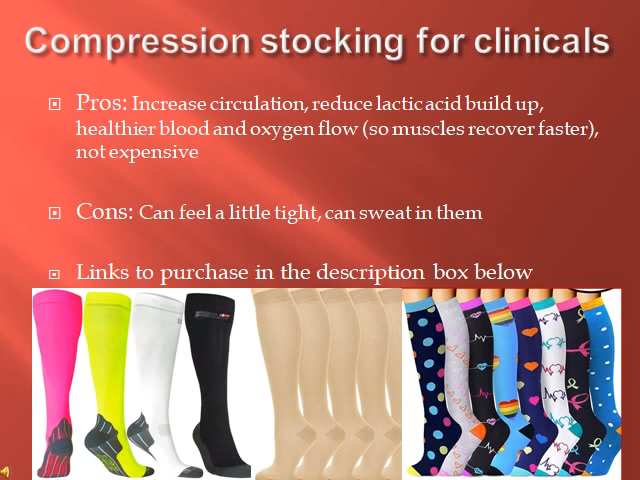 Compression stocking for clinicals
Pros: Increase circulation, reduce lactic acid build up,
healthier blood and oxygen flow (so muscles recover faster),
not expensive
Cons: Can feel a little tight, can sweat in them
Links to purchase in the description box below